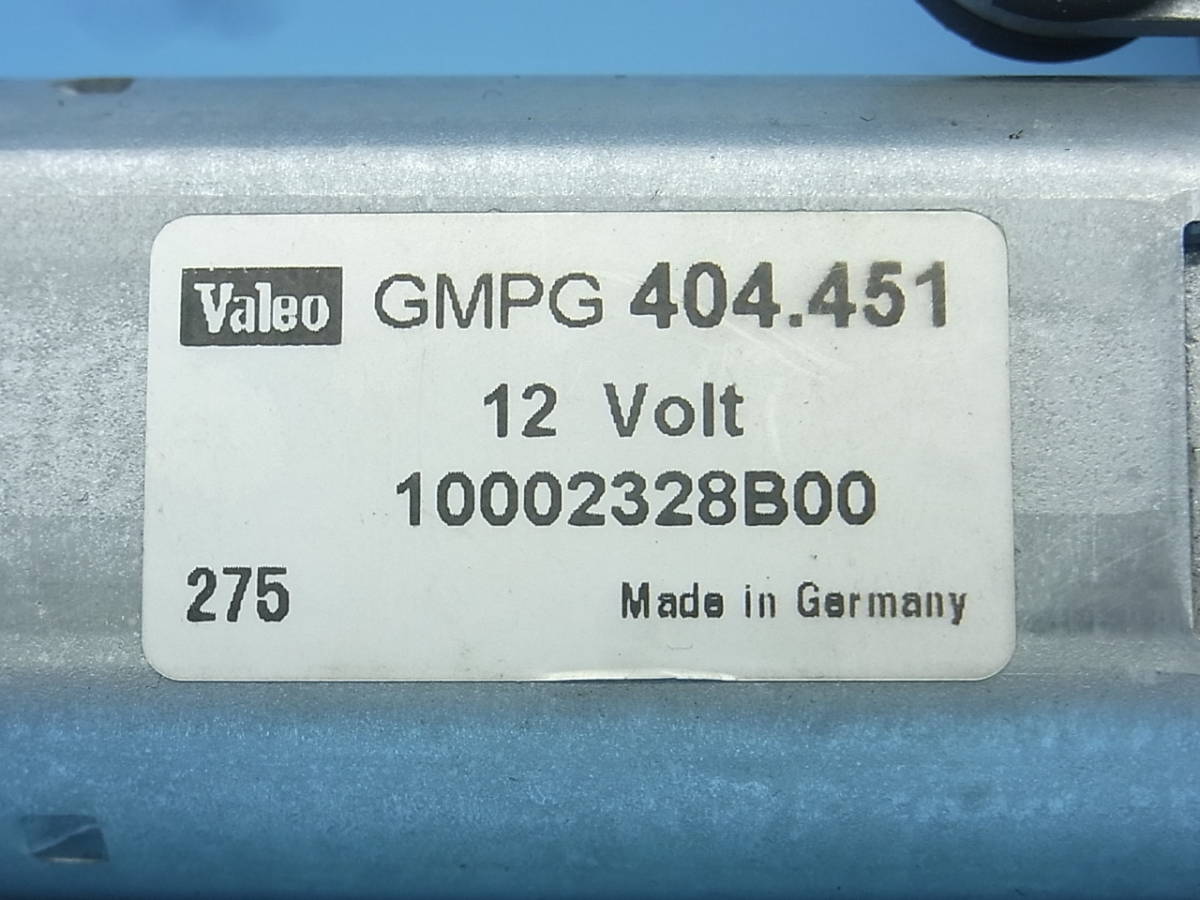 Valeo GMPG 404.451
12 Volt
10002328B00
275 Made in Germany